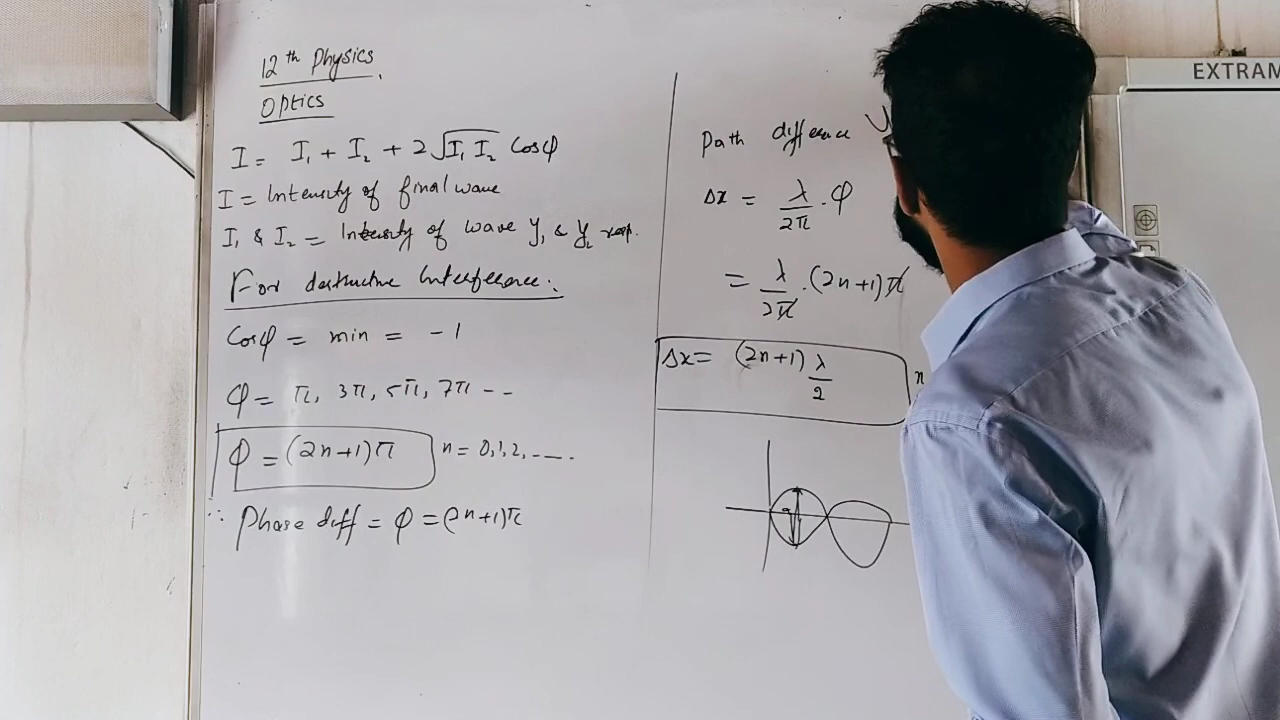 12th Physics
Optics
I = I₁ + I₂ + 2√(I₁ I₂) Cosφ
I = Intensity of final wave
I₁ & I₂ = Intensity of wave y₁ & y₂ resp.
For destructive Interference:
Cosφ = min = -1
φ = π, 3π, 5π, 7π - -
φ = (2n+1)π n = 0,1,2, - - - .
∴ Phase diff = φ = (2n+1)π
Path difference
Δx = λ/2π . φ
= λ/2π . (2n+1)π
Δx = (2n+1) λ/2 n
EXTRAM